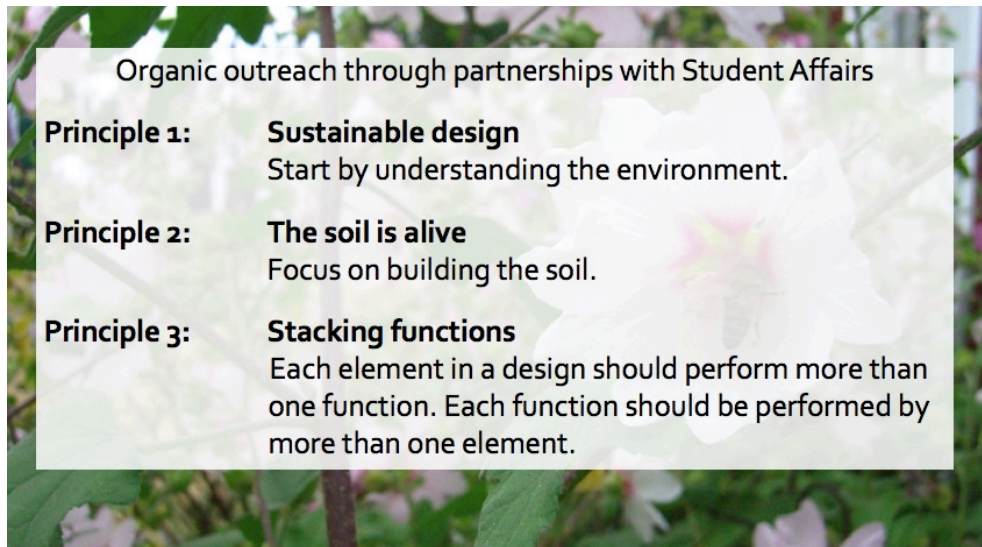 Organic outreach through partnerships with Student Affairs
Principle 1: Sustainable design
Start by understanding the environment.
Principle 2: The soil is alive
Focus on building the soil.
Principle 3: Stacking functions
Each element in a design should perform more than
one function. Each function should be performed by
more than one element.